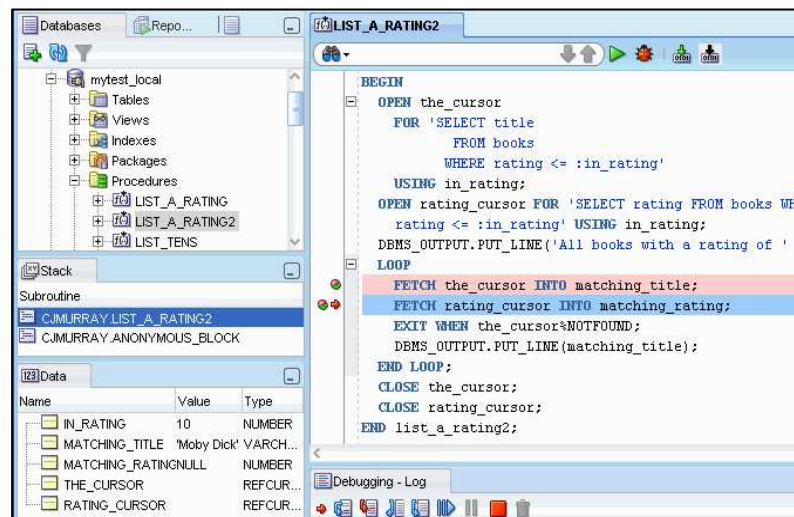 Databases
Repo...
mytest_local
Tables
Views
Indexes
Packages
Procedures
LIST_A_RATING
LIST_A_RATING2
LIST_TENS
Stack
Subroutine
CJMURRAY.LIST_A_RATING2
CJMURRAY.ANONYMOUS_BLOCK
Data
Name Value Type
IN_RATING 10 NUMBER
MATCHING_TITLE 'Moby Dick' VARCH...
MATCHING_RATING NULL NUMBER
THE_CURSOR REFCUR...
RATING_CURSOR REFCUR...
LIST_A_RATING2
BEGIN
OPEN the_cursor
FOR 'SELECT title
FROM books
WHERE rating <= :in_rating'
USING in_rating;
OPEN rating_cursor FOR 'SELECT rating FROM books WH
rating <= :in_rating' USING in_rating;
DBMS_OUTPUT.PUT_LINE('All books with a rating of '
LOOP
FETCH the_cursor INTO matching_title;
FETCH rating_cursor INTO matching_rating;
EXIT WHEN the_cursor%NOTFOUND;
DBMS_OUTPUT.PUT_LINE(matching_title);
END LOOP;
CLOSE the_cursor;
CLOSE rating_cursor;
END list_a_rating2;
Debugging - Log